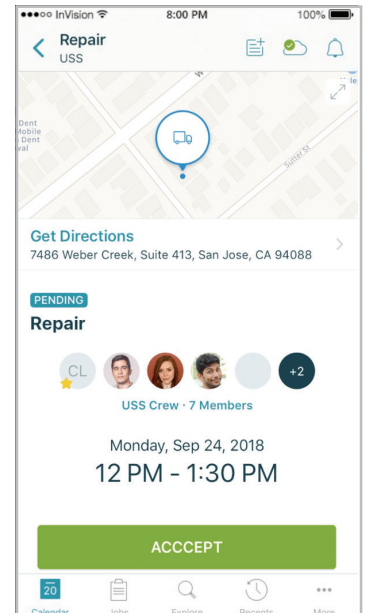 InVision
8:00 PM
100%
Repair
USS
le
Dent
Mobile
Dent
val
Sutter St
Get Directions
7486 Weber Creek, Suite 413, San Jose, CA 94088
PENDING
Repair
CL
+2
USS Crew · 7 Members
Monday, Sep 24, 2018
12 PM - 1:30 PM
ACCCEPT
20
Calendar
Jobs
Explore
Recents
More